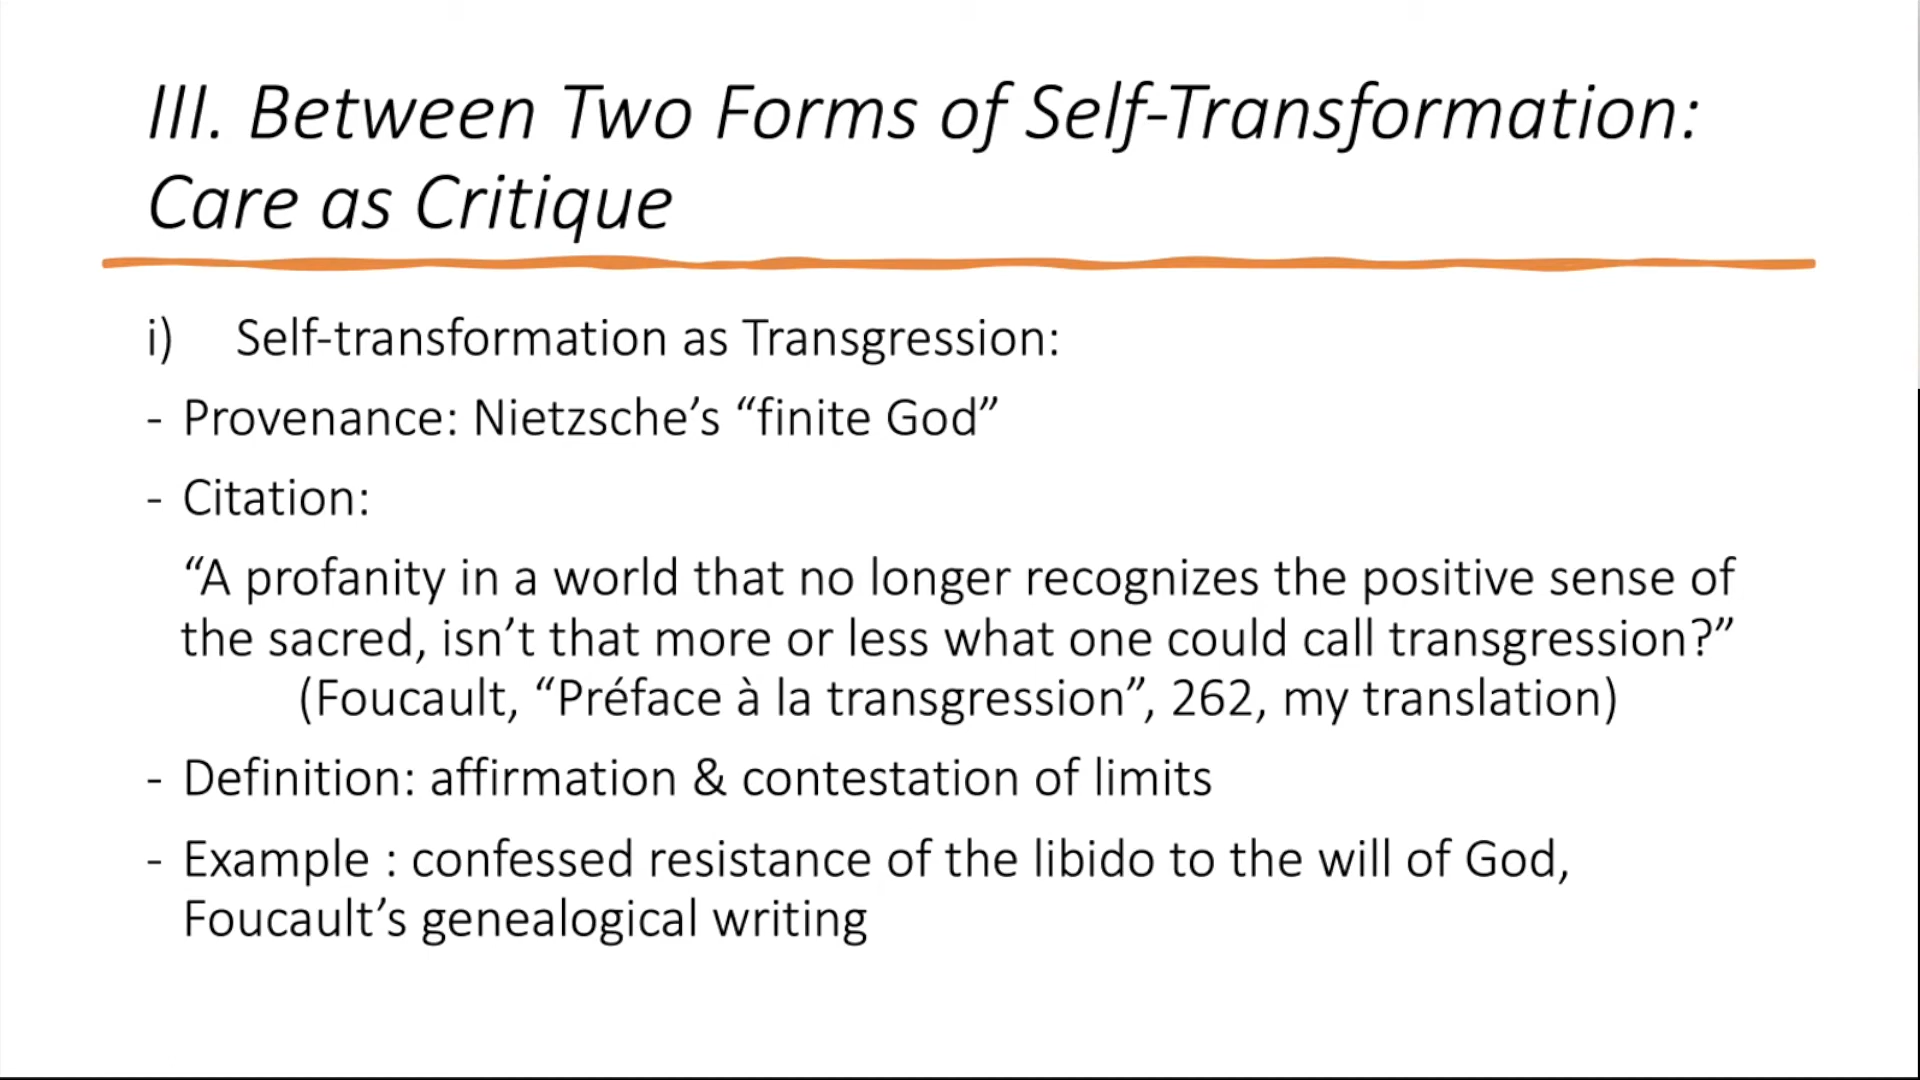 III. Between Two Forms of Self-Transformation:
Care as Critique
i) Self-transformation as Transgression:
- Provenance: Nietzsche’s “finite God”
- Citation:
“A profanity in a world that no longer recognizes the positive sense of
the sacred, isn’t that more or less what one could call transgression?”
(Foucault, “Préface à la transgression”, 262, my translation)
- Definition: affirmation & contestation of limits
- Example : confessed resistance of the libido to the will of God,
Foucault’s genealogical writing